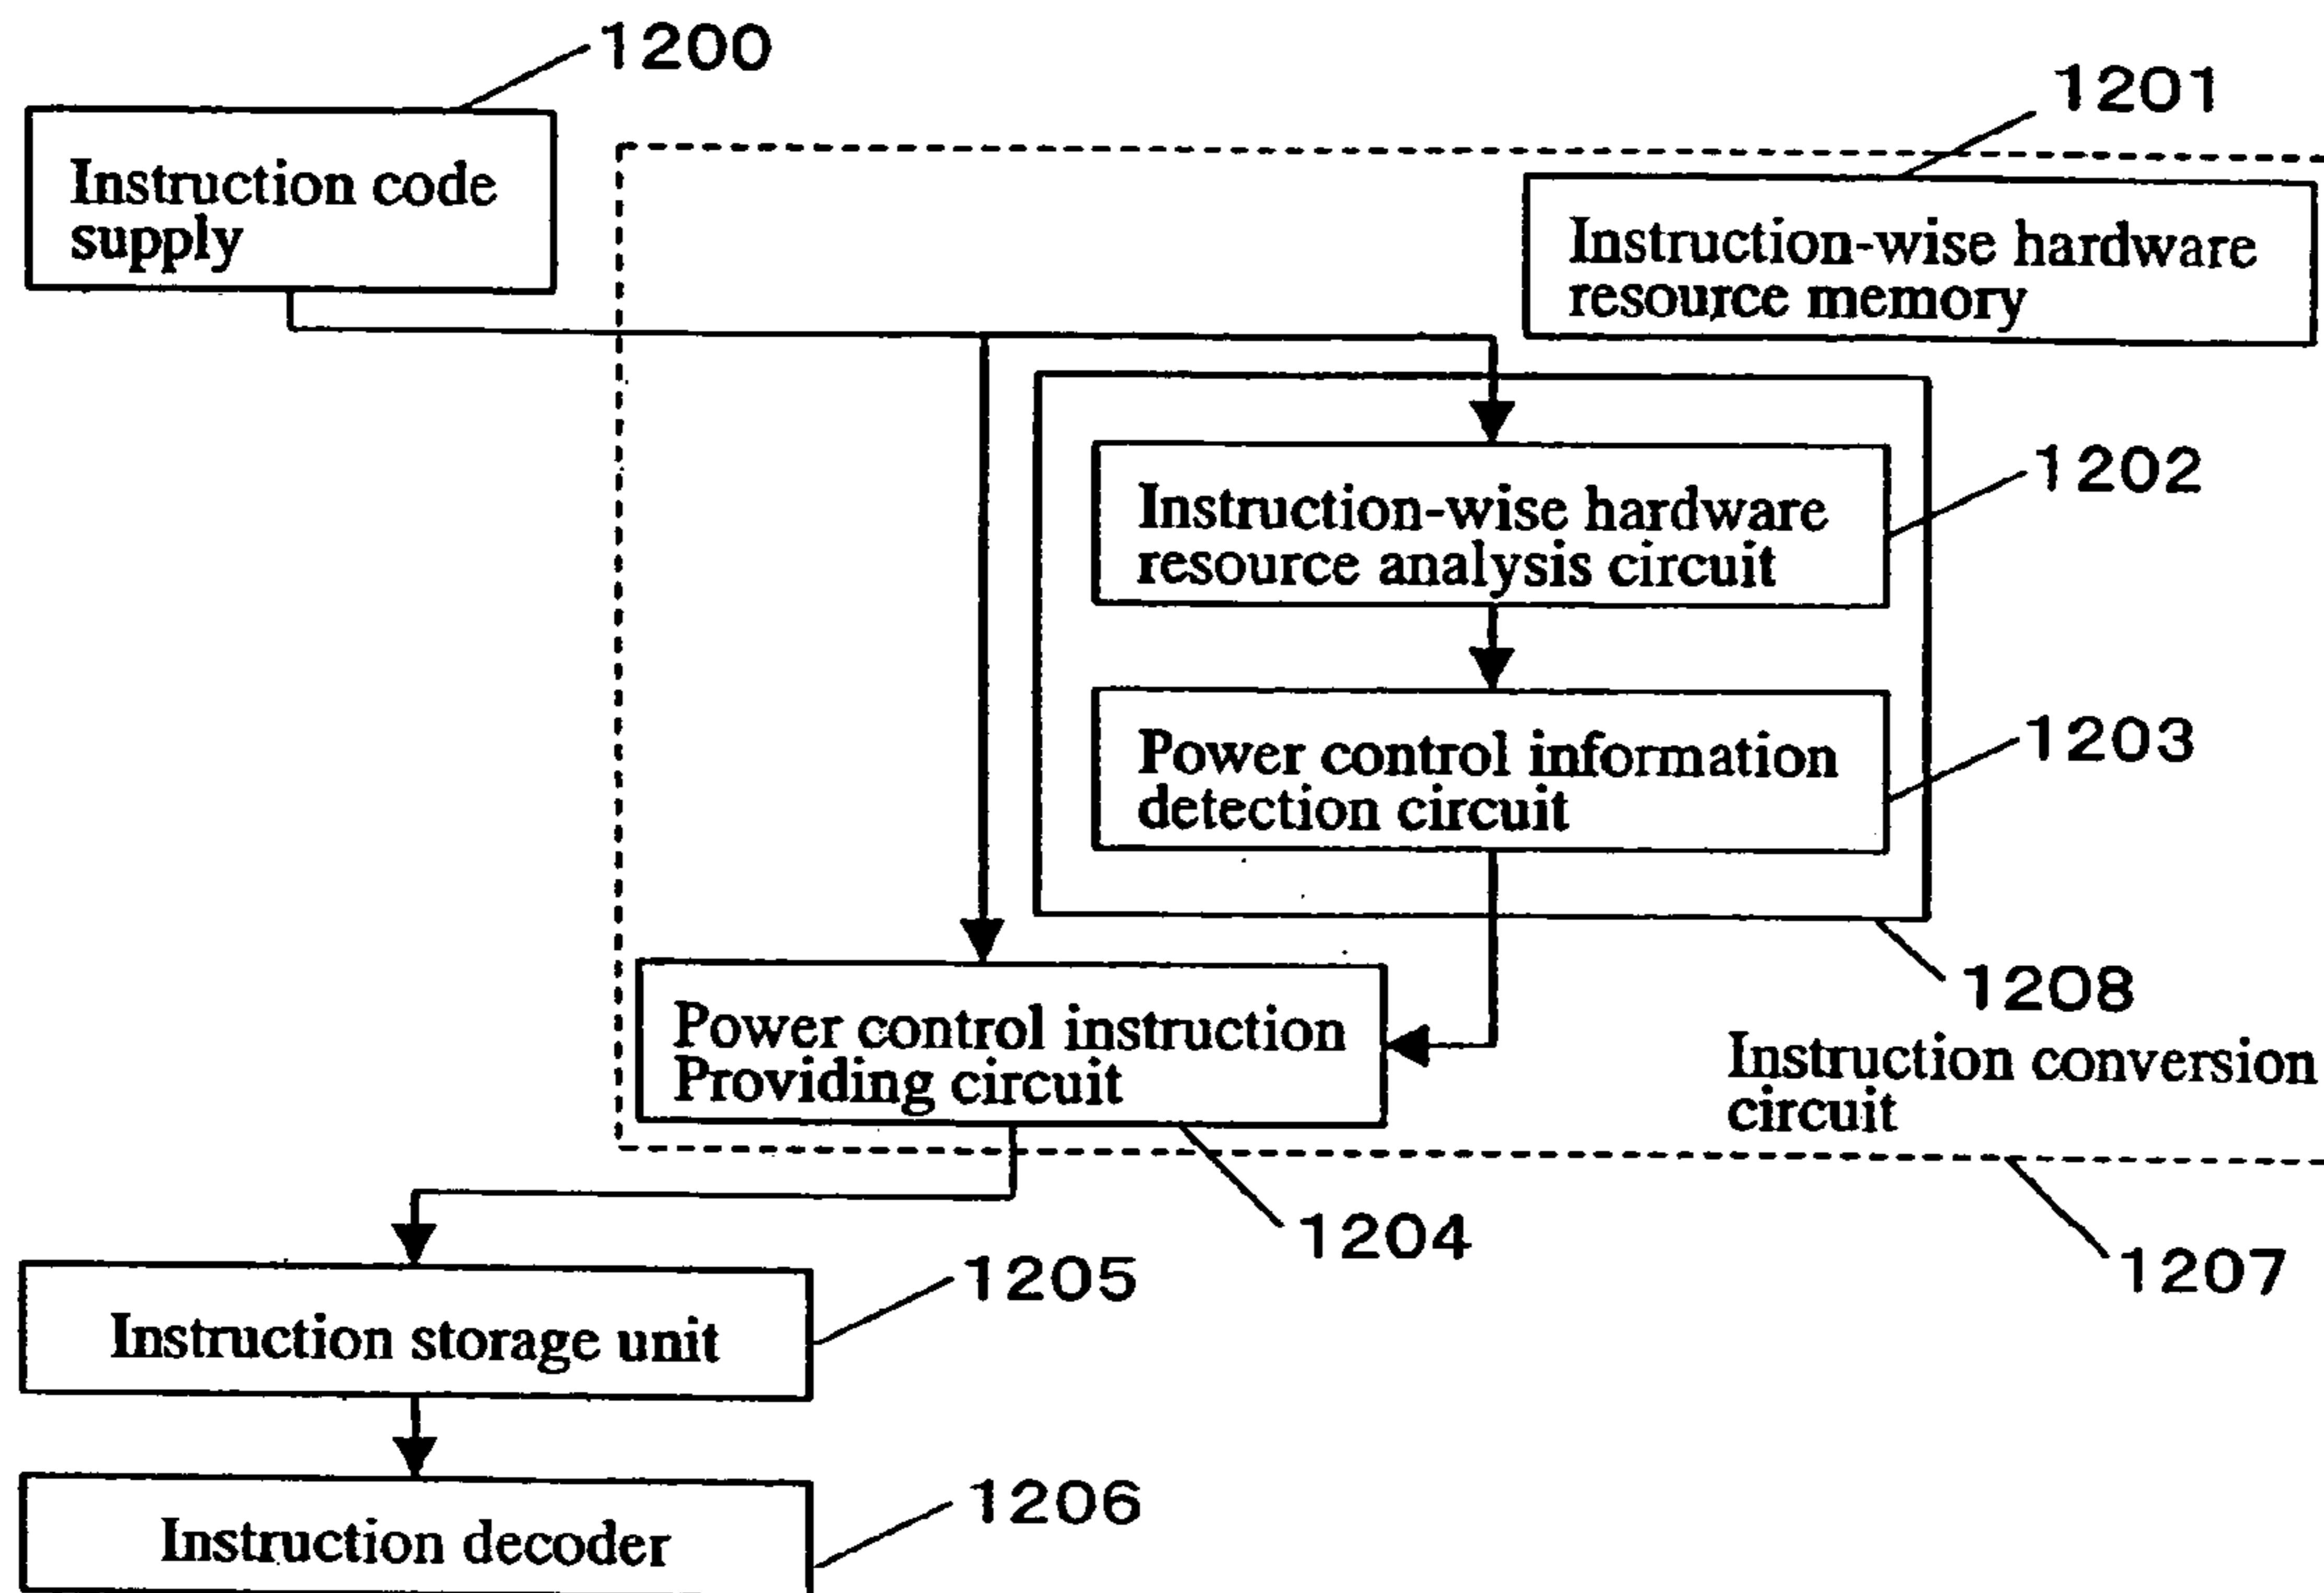 1200
Instruction code
supply
1201
Instruction-wise hardware
resource memory
1202
Instruction-wise hardware
resource analysis circuit
1203
Power control information
detection circuit
1208
Power control instruction
Providing circuit
Instruction conversion
circuit
1204
1207
1205
Instruction storage unit
1206
Instruction decoder